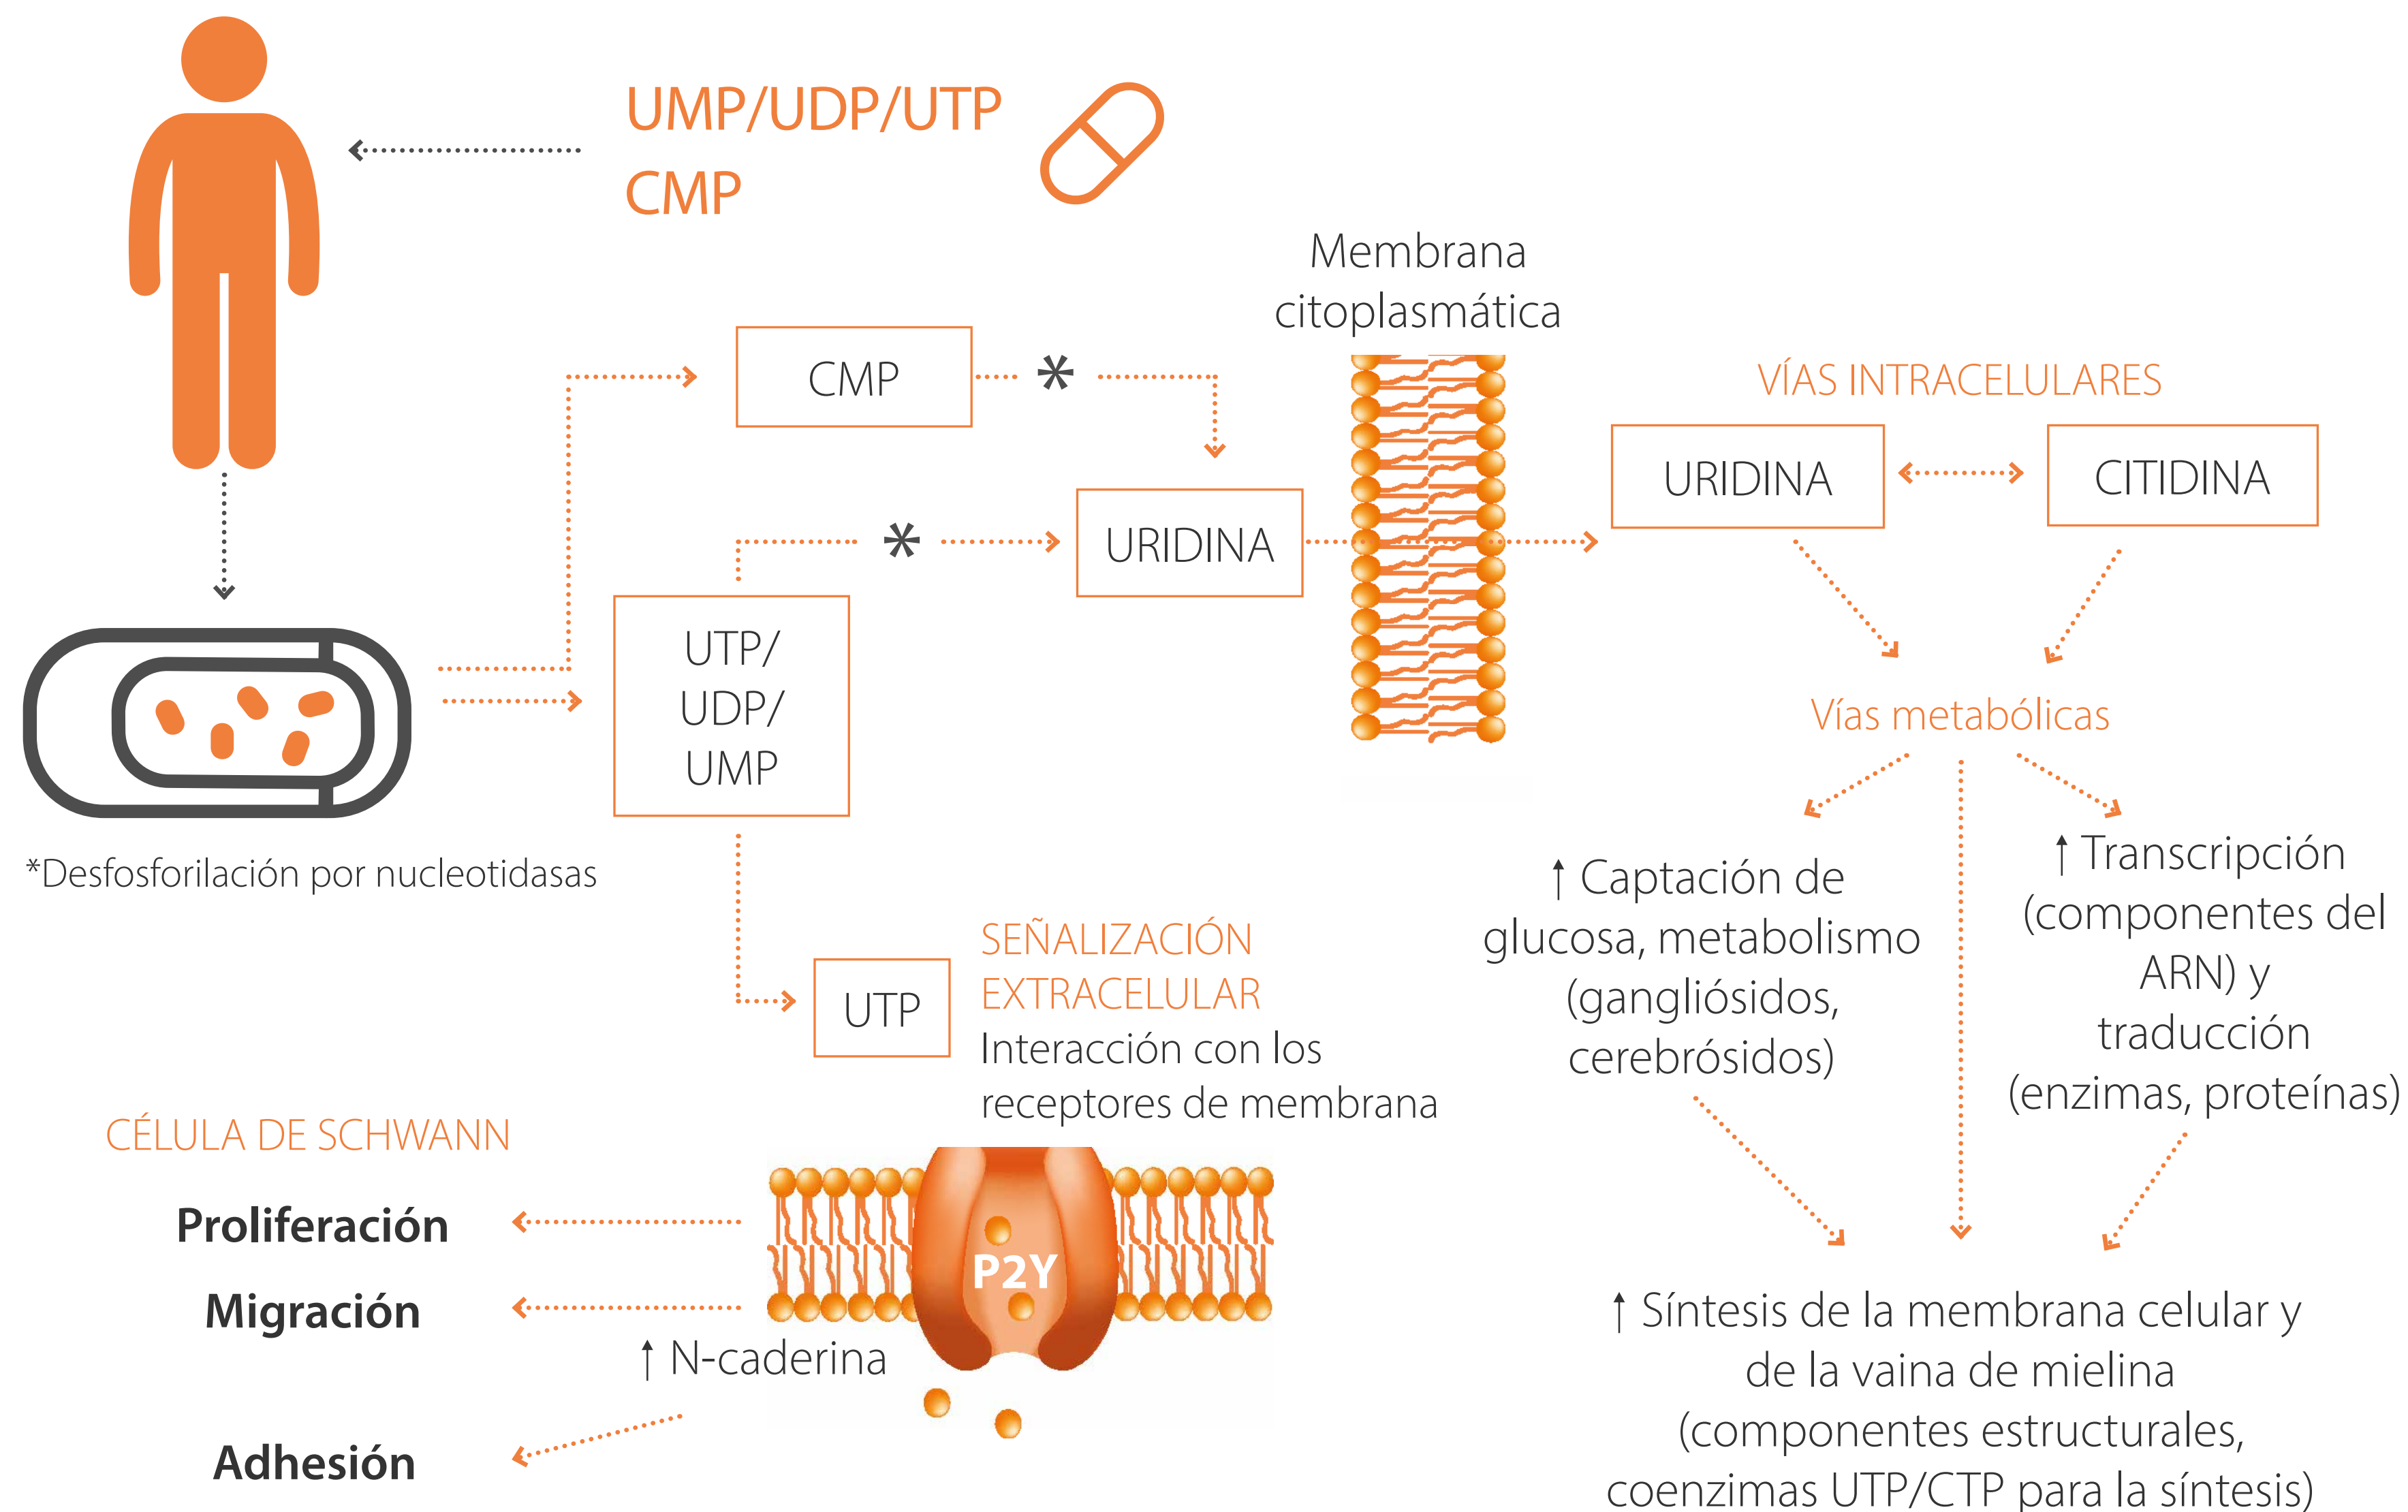 UMP/UDP/UTP
CMP
Membrana
citoplasmática
CMP
*
VÍAS INTRACELULARES
URIDINA
CITIDINA
*
URIDINA
UTP/
UDP/
UMP
Vías metabólicas
*Desfosforilación por nucleotidasas
↑ Captación de
glucosa, metabolismo
(gangliósidos,
cerebrósidos)
↑ Transcripción
(componentes del
ARN) y
traducción
(enzimas, proteínas)
UTP
SEÑALIZACIÓN
EXTRACELULAR
Interacción con los
receptores de membrana
CÉLULA DE SCHWANN
Proliferación
Migración
P2Y
↑ N-caderina
Adhesión
↑ Síntesis de la membrana celular y
de la vaina de mielina
(componentes estructurales,
coenzimas UTP/CTP para la síntesis)